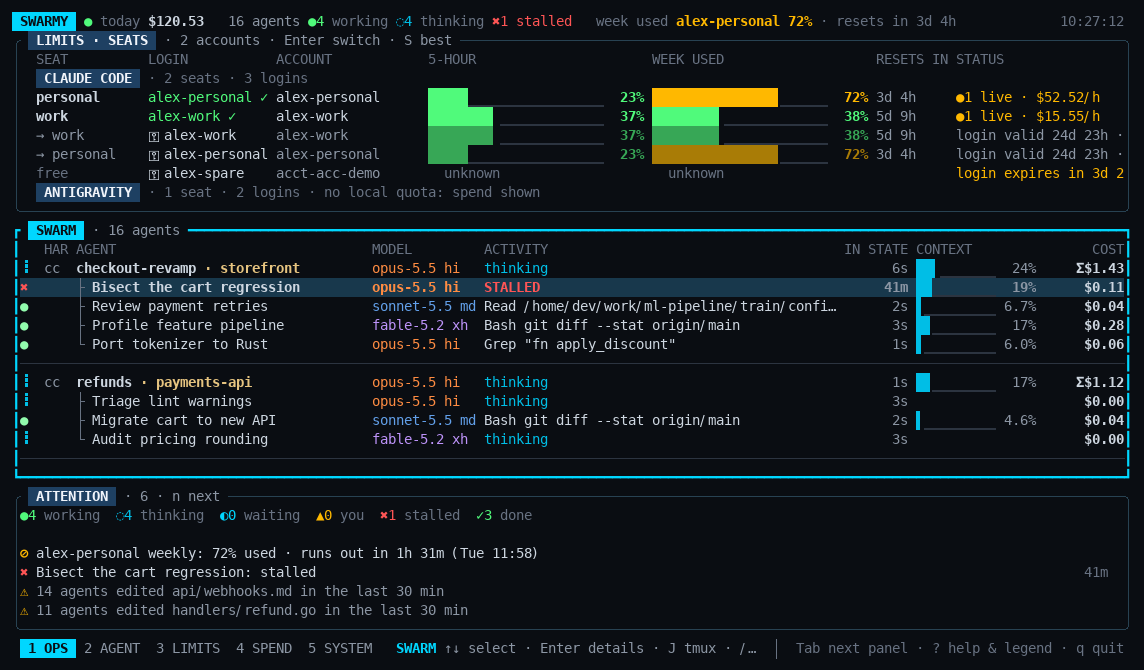 SWARMY ● today $120.53 16 agents ●4 working ◌4 thinking ✖1 stalled week used alex-personal 72% · resets in 3d 4h 10:27:12
LIMITS · SEATS · 2 accounts · Enter switch · S best
SEAT LOGIN ACCOUNT 5-HOUR WEEK USED RESETS IN STATUS
CLAUDE CODE · 2 seats · 3 logins
personal alex-personal ✓ alex-personal 23% 72% 3d 4h ●1 live · $52.52/h
work alex-work ✓ alex-work 37% 38% 5d 9h ●1 live · $15.55/h
→ work ⚿ alex-work alex-work 37% 38% 5d 9h login valid 24d 23h ·
→ personal ⚿ alex-personal alex-personal 23% 72% 3d 4h login valid 24d 23h ·
free ⚿ alex-spare acct-acc-demo unknown unknown login expires in 3d 2
ANTIGRAVITY · 1 seat · 2 logins · no local quota: spend shown
SWARM · 16 agents
HAR AGENT MODEL ACTIVITY IN STATE CONTEXT COST
cc checkout-revamp · storefront opus-5.5 hi thinking 6s 24% Σ$1.43
✖ ├ Bisect the cart regression opus-5.5 hi STALLED 41m 19% $0.11
● ├ Review payment retries sonnet-5.5 md Read /home/dev/work/ml-pipeline/train/confi… 2s 6.7% $0.04
● ├ Profile feature pipeline fable-5.2 xh Bash git diff --stat origin/main 3s 17% $0.28
● └ Port tokenizer to Rust opus-5.5 hi Grep "fn apply_discount" 1s 6.0% $0.06
cc refunds · payments-api opus-5.5 hi thinking 1s 17% Σ$1.12
├ Triage lint warnings opus-5.5 hi thinking 3s $0.00
● ├ Migrate cart to new API sonnet-5.5 md Bash git diff --stat origin/main 2s 4.6% $0.04
└ Audit pricing rounding fable-5.2 xh thinking 3s $0.00
ATTENTION · 6 · n next
●4 working ◌4 thinking ◐0 waiting ▲0 you ✖1 stalled ✓3 done
⊘ alex-personal weekly: 72% used · runs out in 1h 31m (Tue 11:58)
✖ Bisect the cart regression: stalled 41m
⚠ 14 agents edited api/webhooks.md in the last 30 min
⚠ 11 agents edited handlers/refund.go in the last 30 min
1 OPS 2 AGENT 3 LIMITS 4 SPEND 5 SYSTEM SWARM ↑↓ select · Enter details · J tmux · /… │ Tab next panel · ? help & legend · q quit